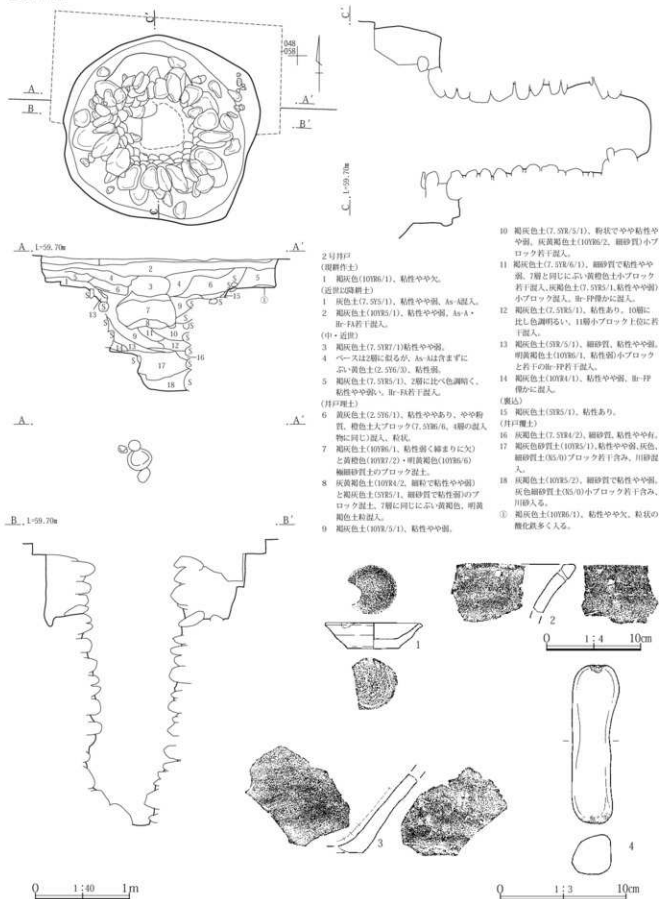 C'
048
-058
A
B
A'
B'
C
C'
C L-59.70m
A L-59.70m A'
1
2
3
4
4
5
6
6
S
5
15
①
13
7
8
9
9
10
11
12
13
14
16
17
18
A A'
B L-59.70m B'
2号井戸
(現耕作土)
1 褐灰色(10YR6/1)、粘性やや欠。
(近世以降耕土)
1 灰色土(7.5Y5/1)、粘性やや弱、As-A混入。
2 褐灰色土(10YR5/1)、粘性やや弱、As-A・
Hr-FA若干混入。
(中・近世)
3 褐灰色土(7.5YR7/1)粘性やや弱。
4 ベースは2層に似るが、As-Aは含まずに
ぶい黄色土(2.5Y6/3)、粘性弱。
5 褐灰色土(7.5YR5/1)、2層に比べ色調暗く、
粘性やや弱い、Hr-FA若干混入。
(井戸埋土)
6 黄灰色土(2.5Y6/1)、粘性ややあり、やや粉
質、橙色土大ブロック(7.5YR6/6、4層の混入
物に同じ)混入、粒状。
7 褐灰色土(10YR6/1、粘性弱く締まりに欠)
と黄橙色(10YR7/2)・明黄褐色(10YR6/6)
極細砂質土のブロック混土。
8 灰黄褐色土(10YR4/2、細粒で粘性やや弱)
と褐灰色土(5YR5/1、細砂質で粘性弱)のブ
ロック混土、7層に同じにぶい黄褐色、明黄
褐色土粒混入。
9 褐灰色土(10YR/5/1)、粘性やや弱。
10 褐灰色土(7.5YR/5/1)、粉状でやや粘性や
や弱、灰黄褐色土(10YR6/2、細砂質)小ブ
ロック若干混入。
11 褐灰色土(7.5YR/6/1)、細砂質で粘性やや
弱、7層と同じにぶい黄橙色土小ブロック
若干混入、灰褐色土(7.5YR5/1,粘性やや弱)
小ブロック混入、Hr-FP僅かに混入。
12 褐灰色土(7.5YR5/1)、粘性あり、10層に
比し色調明るい、11層小ブロック上位に若
干混入。
13 褐灰色土(5YR/5/1)、細砂質、粘性やや弱、
明黄褐色土(10YR6/1、粘性弱)小ブロック
と若干のHr-FP若干混入。
14 褐灰色土(10YR4/1)、粘性やや弱、Hr-FP
僅かに混入。
(裏込)
15 褐灰色土(5YR5/1)、粘性あり。
(井戸覆土)
16 灰褐色土(7.5YR4/2)、細砂質、粘性やや有。
17 褐灰色砂質土(10YR5/1)、粘性やや弱、灰色、
細砂質土(N5/0)ブロック若干含み、川砂混
入。
18 灰褐色土(10YR5/2)、細砂質で粘性やや弱、
灰色細砂質土(N5/0)小ブロック若干含み、
川砂入る。
① 褐灰色土(10YR6/1)、粘性やや欠、粒状の
酸化鉄多く入る。
1
2
0 1:4 10cm
3
4
0 1:40 1m
0 1:3 10cm